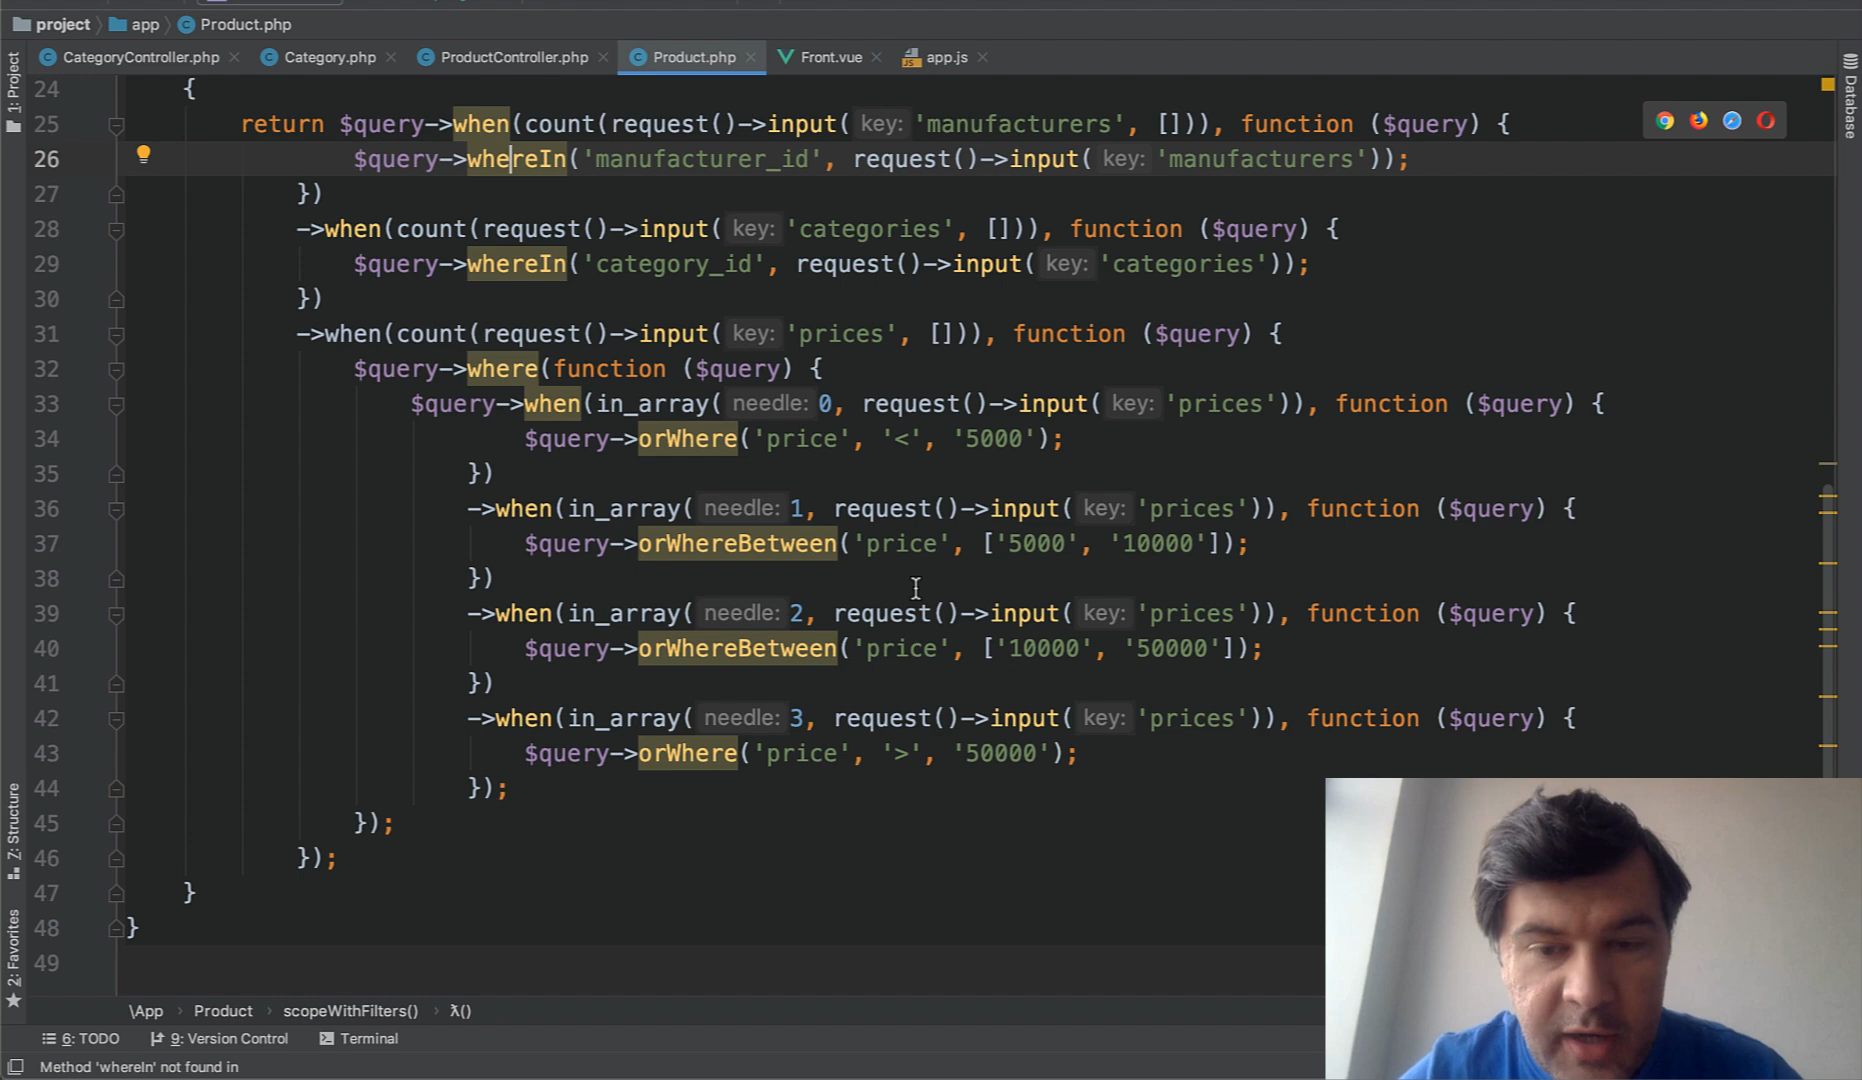 project app Product.php
CategoryController.php Category.php ProductController.php Product.php Front.vue app.js
1: Project
Database
24 {
25 return $query->when(count(request()->input( key: 'manufacturers', [])), function ($query) {
26 $query->whereIn('manufacturer_id', request()->input( key: 'manufacturers'));
27 })
28 ->when(count(request()->input( key: 'categories', [])), function ($query) {
29 $query->whereIn('category_id', request()->input( key: 'categories'));
30 })
31 ->when(count(request()->input( key: 'prices', [])), function ($query) {
32 $query->where(function ($query) {
33 $query->when(in_array( needle: 0, request()->input( key: 'prices')), function ($query) {
34 $query->orWhere('price', '<', '5000');
35 })
36 ->when(in_array( needle: 1, request()->input( key: 'prices')), function ($query) {
37 $query->orWhereBetween('price', ['5000', '10000']);
38 })
39 ->when(in_array( needle: 2, request()->input( key: 'prices')), function ($query) {
40 $query->orWhereBetween('price', ['10000', '50000']);
41 })
42 ->when(in_array( needle: 3, request()->input( key: 'prices')), function ($query) {
43 $query->orWhere('price', '>', '50000');
44 });
45 });
46 });
47 }
48 }
49
Z: Structure
2: Favorites
\App › Product › scopeWithFilters() › λ()
6: TODO 9: Version Control Terminal
Method 'whereIn' not found in